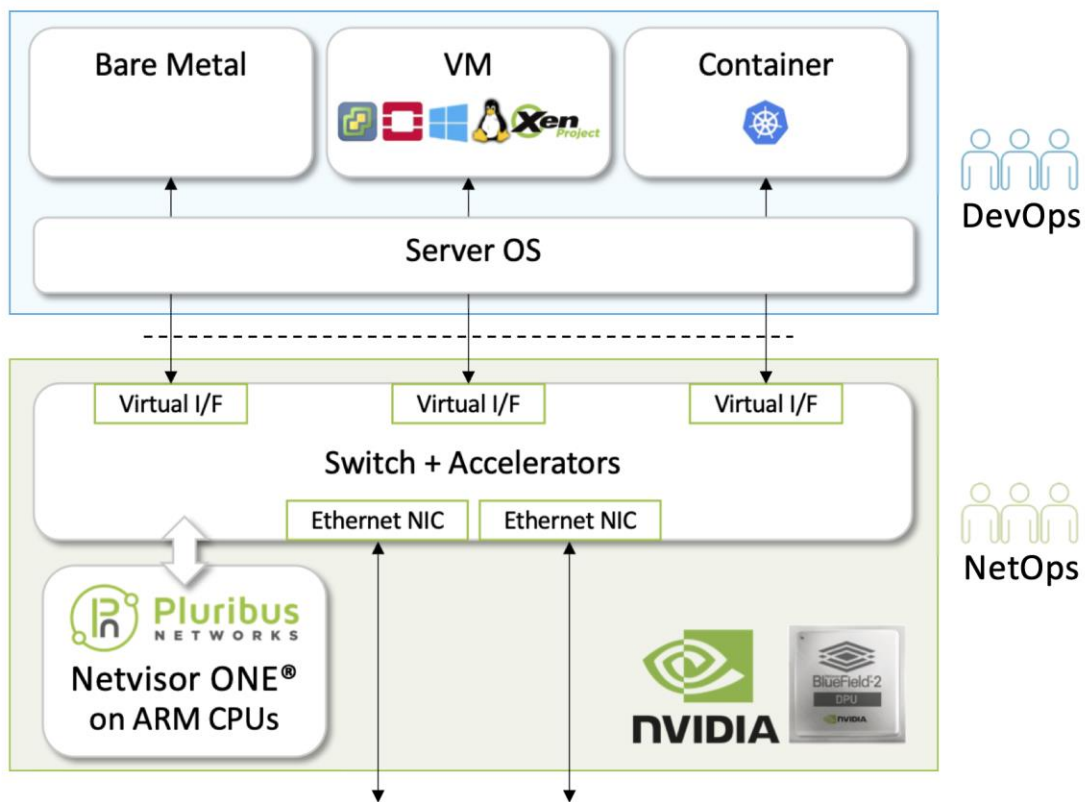 Bare Metal
VM
Container
Xen
Project
DevOps
Server OS
Virtual I/F
Virtual I/F
Virtual I/F
Switch + Accelerators
Ethernet NIC
Ethernet NIC
NetOps
Pn
Pluribus
NETWORKS
Netvisor ONE®
on ARM CPUs
NVIDIA
BlueField-2
DPU
NVIDIA